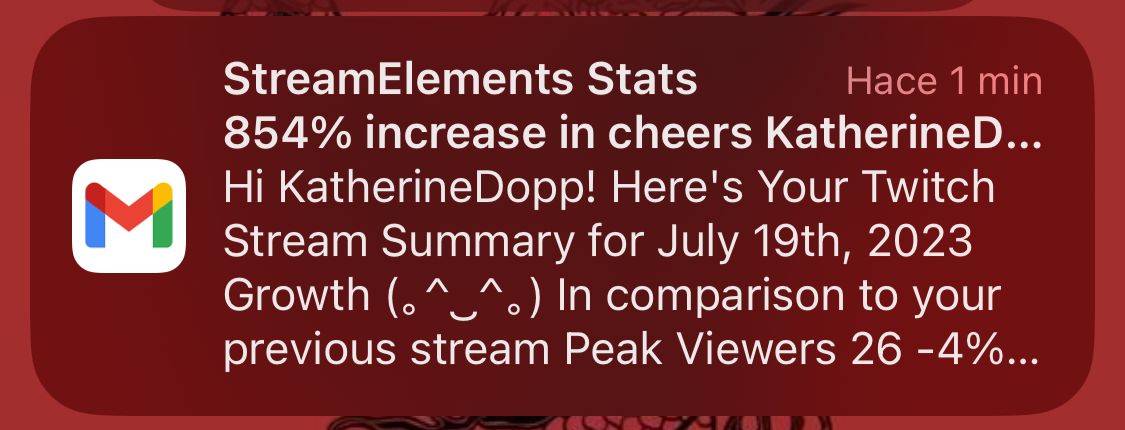 StreamElements Stats Hace 1 min
854% increase in cheers KatherineD...
Hi KatherineDopp! Here's Your Twitch
Stream Summary for July 19th, 2023
Growth (｡^‿^｡) In comparison to your
previous stream Peak Viewers 26 -4%...